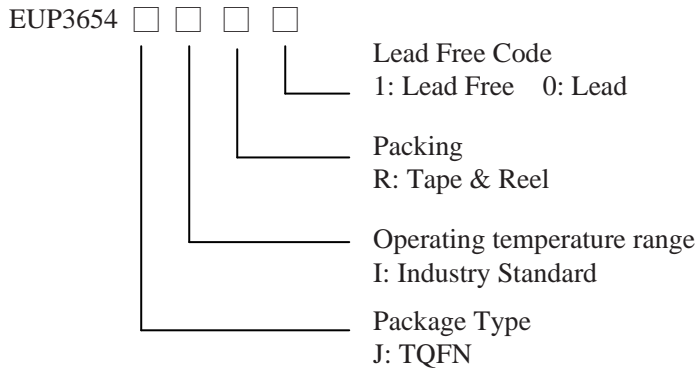 EUP3654 □ □ □ □
Lead Free Code
1: Lead Free 0: Lead
Packing
R: Tape & Reel
Operating temperature range
I: Industry Standard
Package Type
J: TQFN